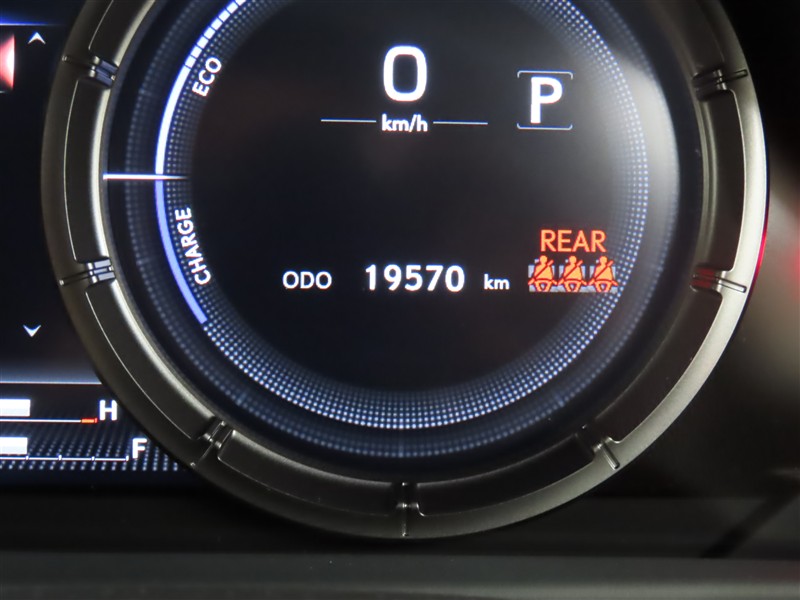 0
P
ECO
km/h
CHARGE
REAR
ODO 19570 km
H
F